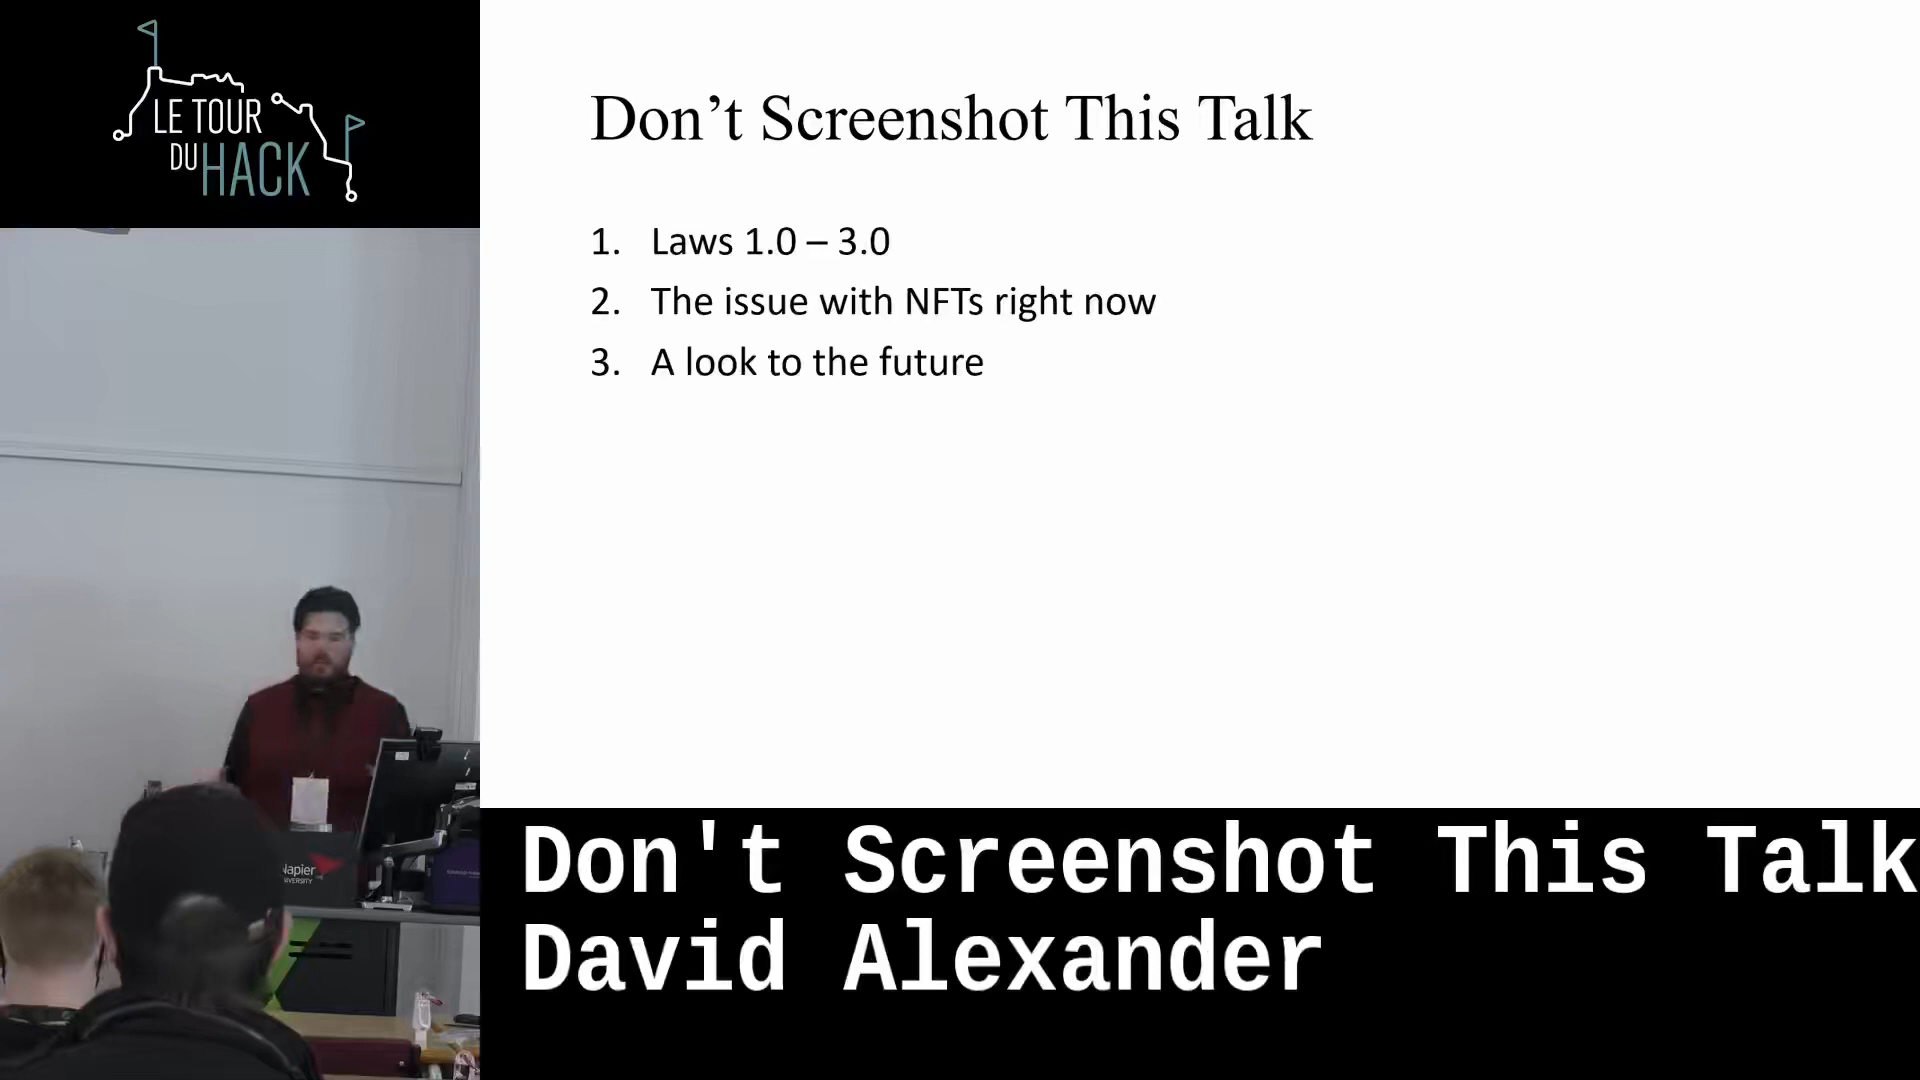 LE TOUR
DU HACK
Don’t Screenshot This Talk
1. Laws 1.0 – 3.0
2. The issue with NFTs right now
3. A look to the future
Napier
Don't Screenshot This Talk
David Alexander